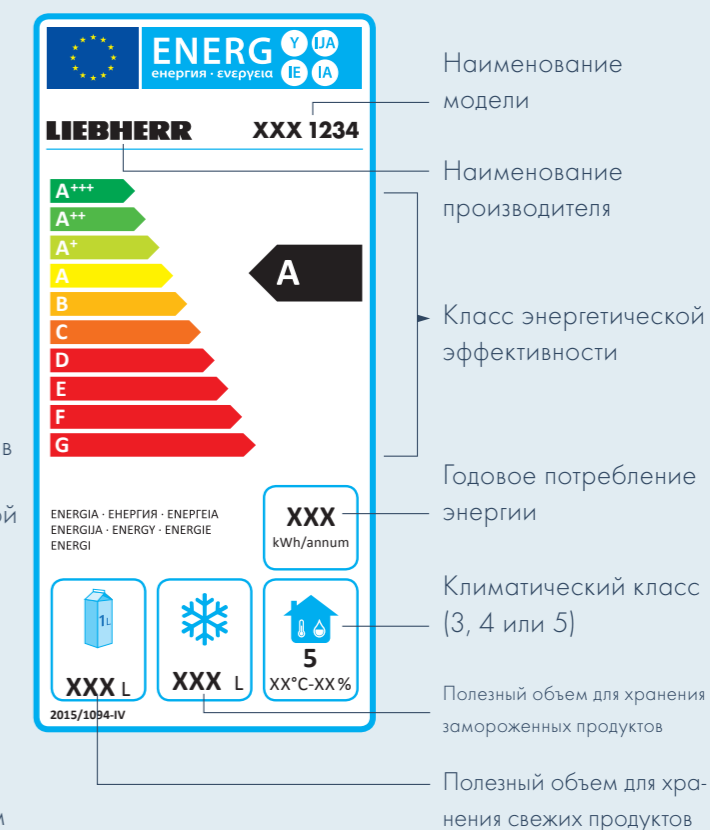 ENERG Y IJA
енергия · ενεργεια IE IA
LIEBHERR XXX 1234
A+++
A++
A+
A
B
C
D
E
F
G
A
ENERGIA · ЕНЕРГИЯ · ΕΝΕΡΓΕΙΑ
ENERGIJA · ENERGY · ENERGIE
ENERGI
XXX
kWh/annum
1L
XXX L
XXX L
5
XX°C-XX%
2015/1094-IV
Наименование
модели
Наименование
производителя
Класс энергетической
эффективности
Годовое потребление
энергии
Климатический класс
(3, 4 или 5)
Полезный объем для хранения
замороженных продуктов
Полезный объем для хра-
нения свежих продуктов
в
ой